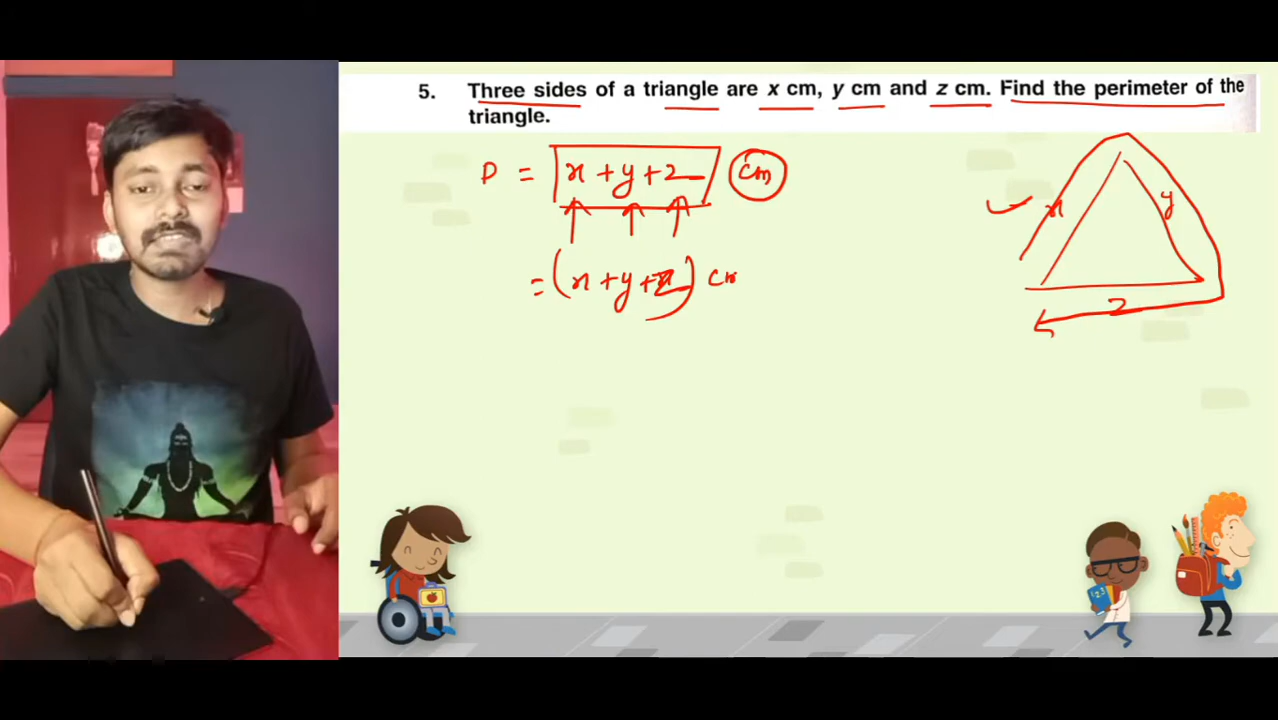 5. Three sides of a triangle are x cm, y cm and z cm. Find the perimeter of the
triangle.
P = x + y + z cm
= (x + y + z) cm
x
y
z